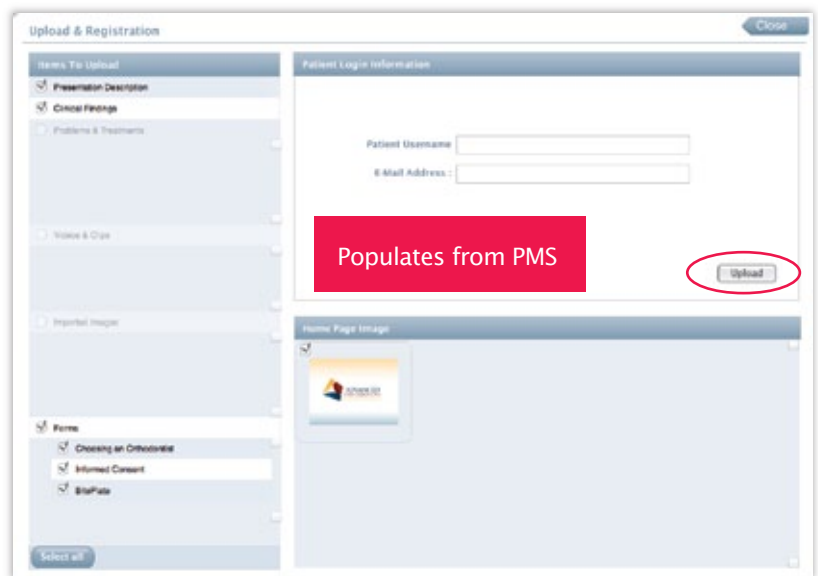 Upload & Registration
Close
Items To Upload
Presentation Description
Clinical Findings
Problems & Treatments
Videos & Clips
Imported Images
Forms
Choosing an Orthodontist
Informed Consent
BitePlate
Select all
Patient Login Information
Patient Username
E-Mail Address :
Populates from PMS
Upload
Home Page Image